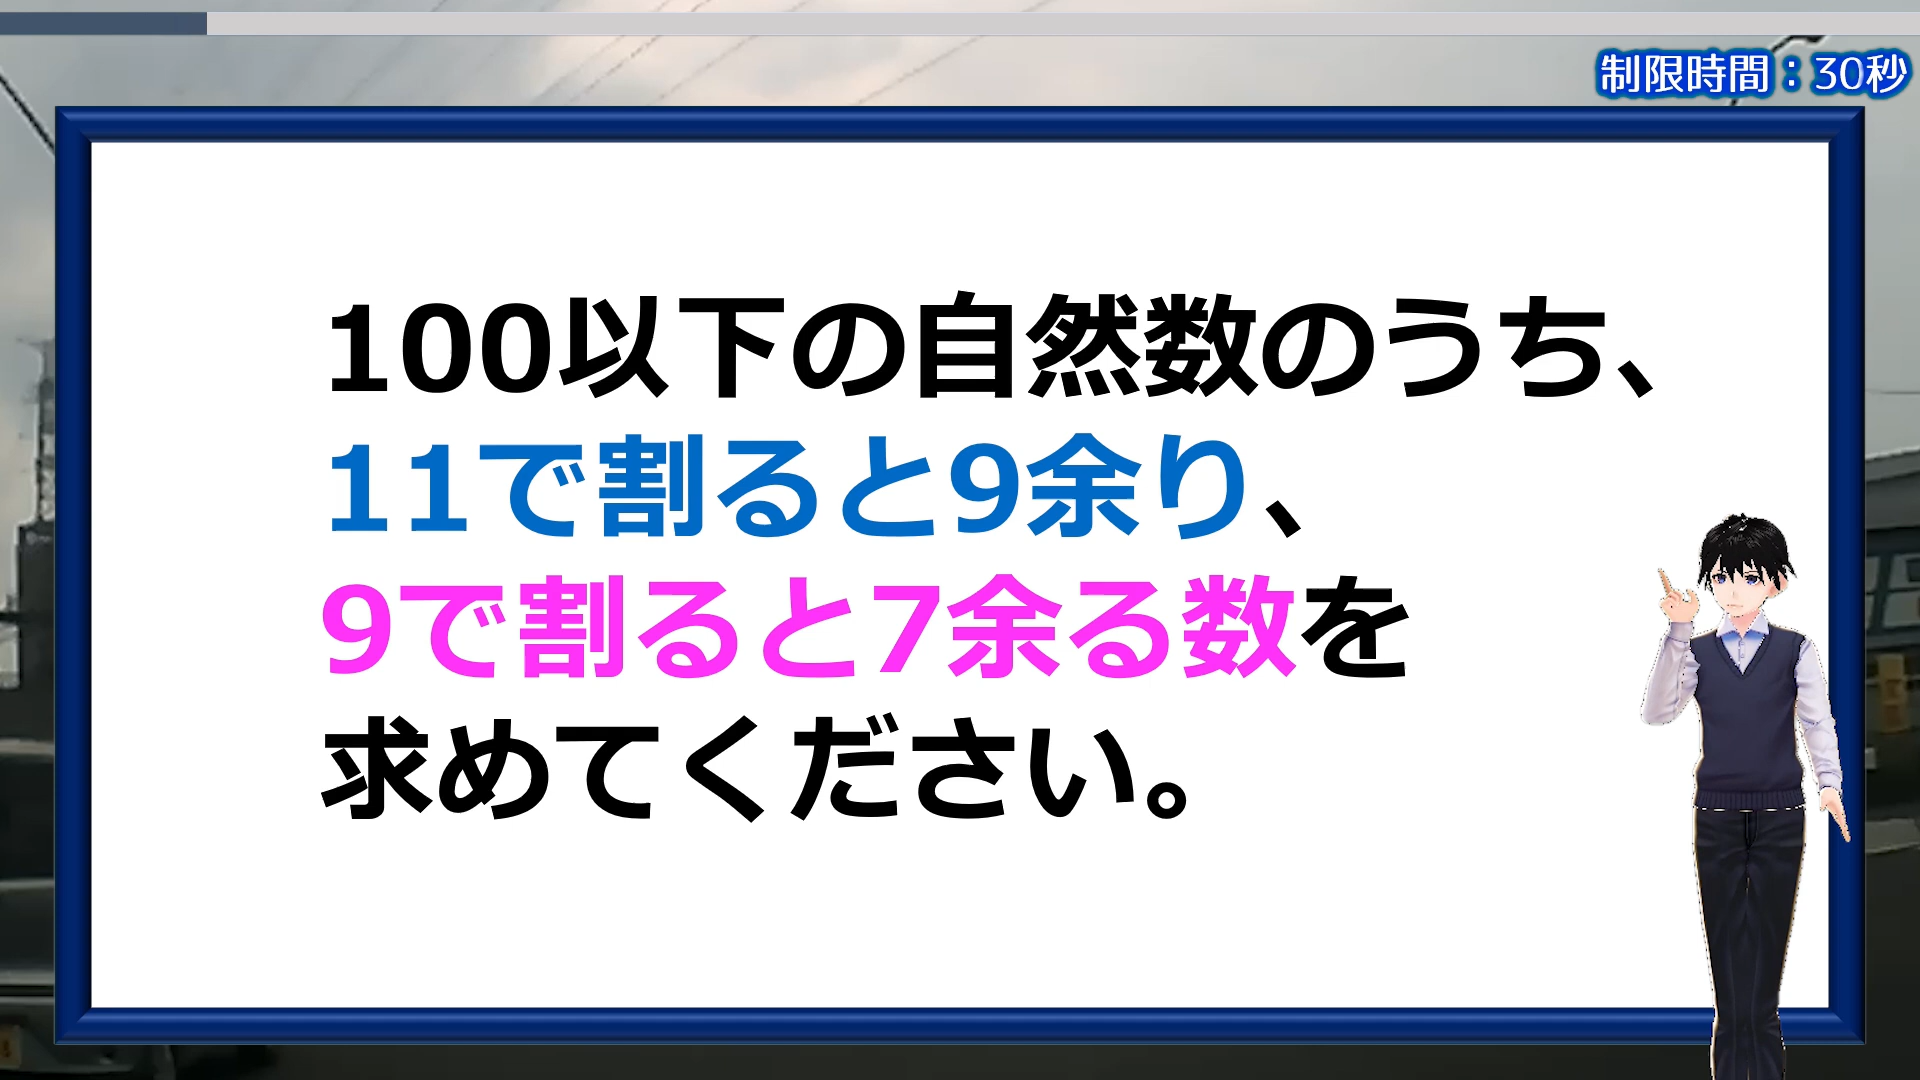 制限時間：30秒
100以下の自然数のうち、
11で割ると9余り、
9で割ると7余る数を
求めてください。